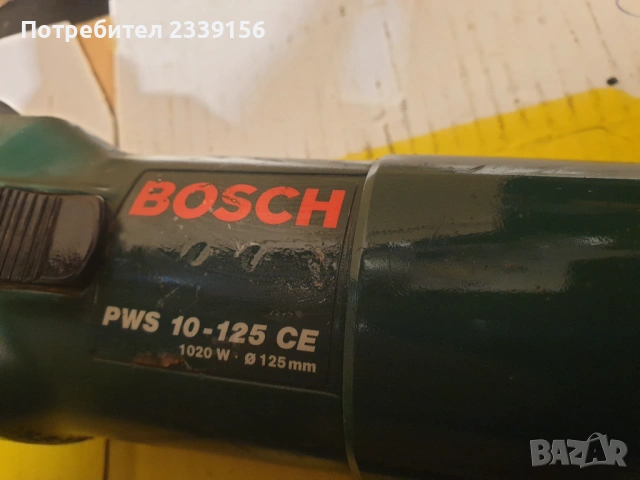 Потребител 2339156
BOSCH
PWS 10-125 CE
1020 W · Ø 125 mm
BAZAR